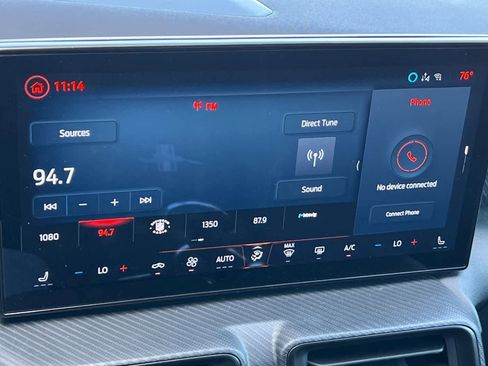 11:14
76°
FM
Phone
Sources
Direct Tune
94.7
Sound
No device connected
Connect Phone
1080
94.7
1350
87.9
LO
AUTO
MAX
A/C
LO